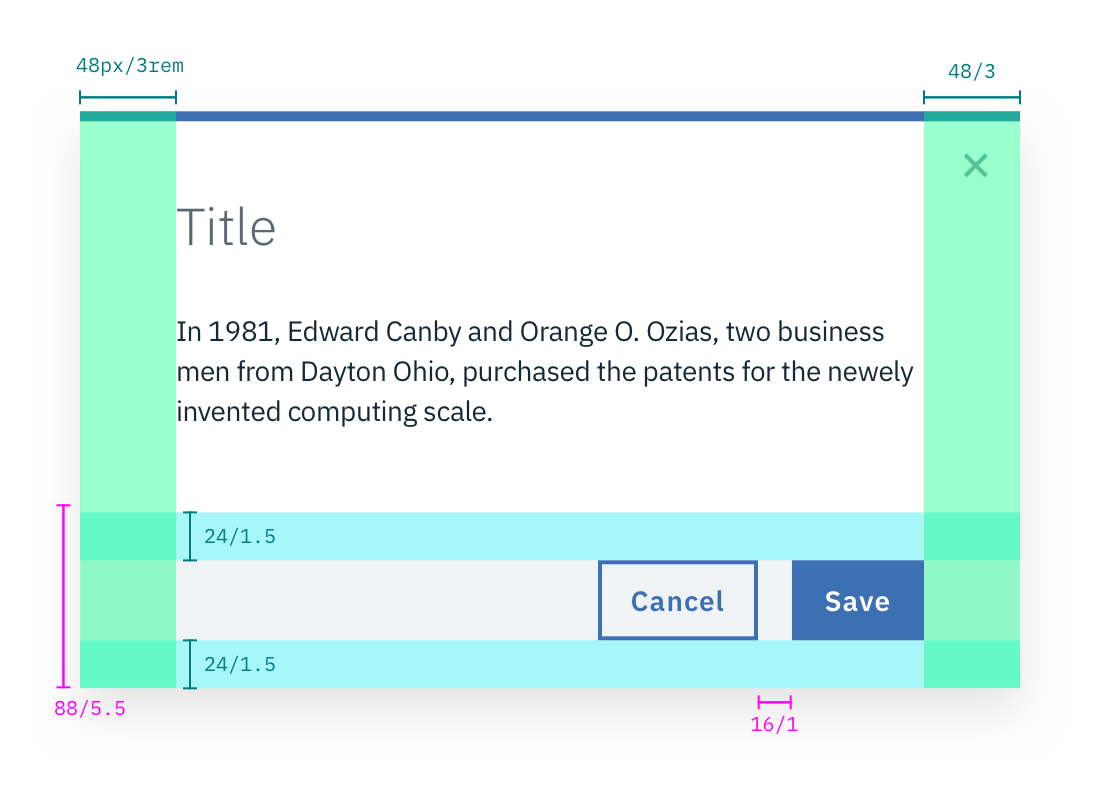 48px/3rem
48/3
Title
In 1981, Edward Canby and Orange O. Ozias, two business
men from Dayton Ohio, purchased the patents for the newly
invented computing scale.
24/1.5
Cancel
Save
24/1.5
88/5.5
16/1